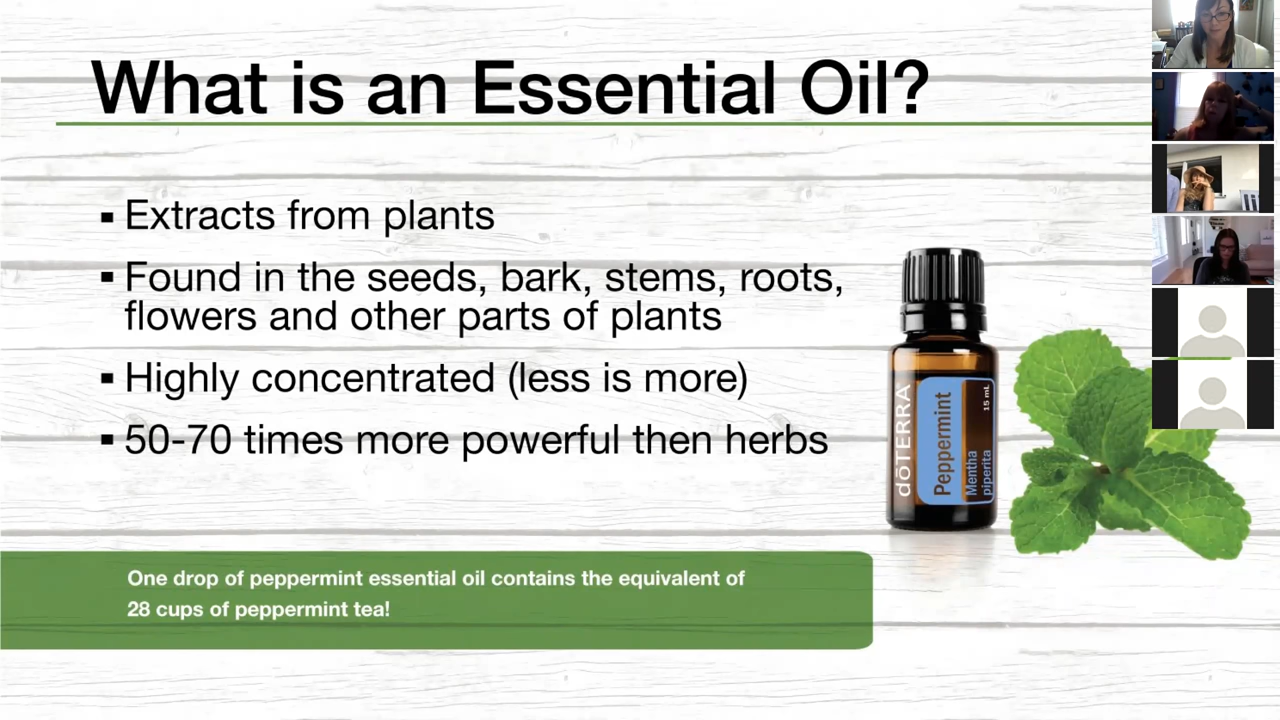 What is an Essential Oil?
▪ Extracts from plants
▪ Found in the seeds, bark, stems, roots,
flowers and other parts of plants
▪ Highly concentrated (less is more)
▪ 50-70 times more powerful then herbs
dōTERRA
Peppermint
Mentha
piperita
15 mL
One drop of peppermint essential oil contains the equivalent of
28 cups of peppermint tea!